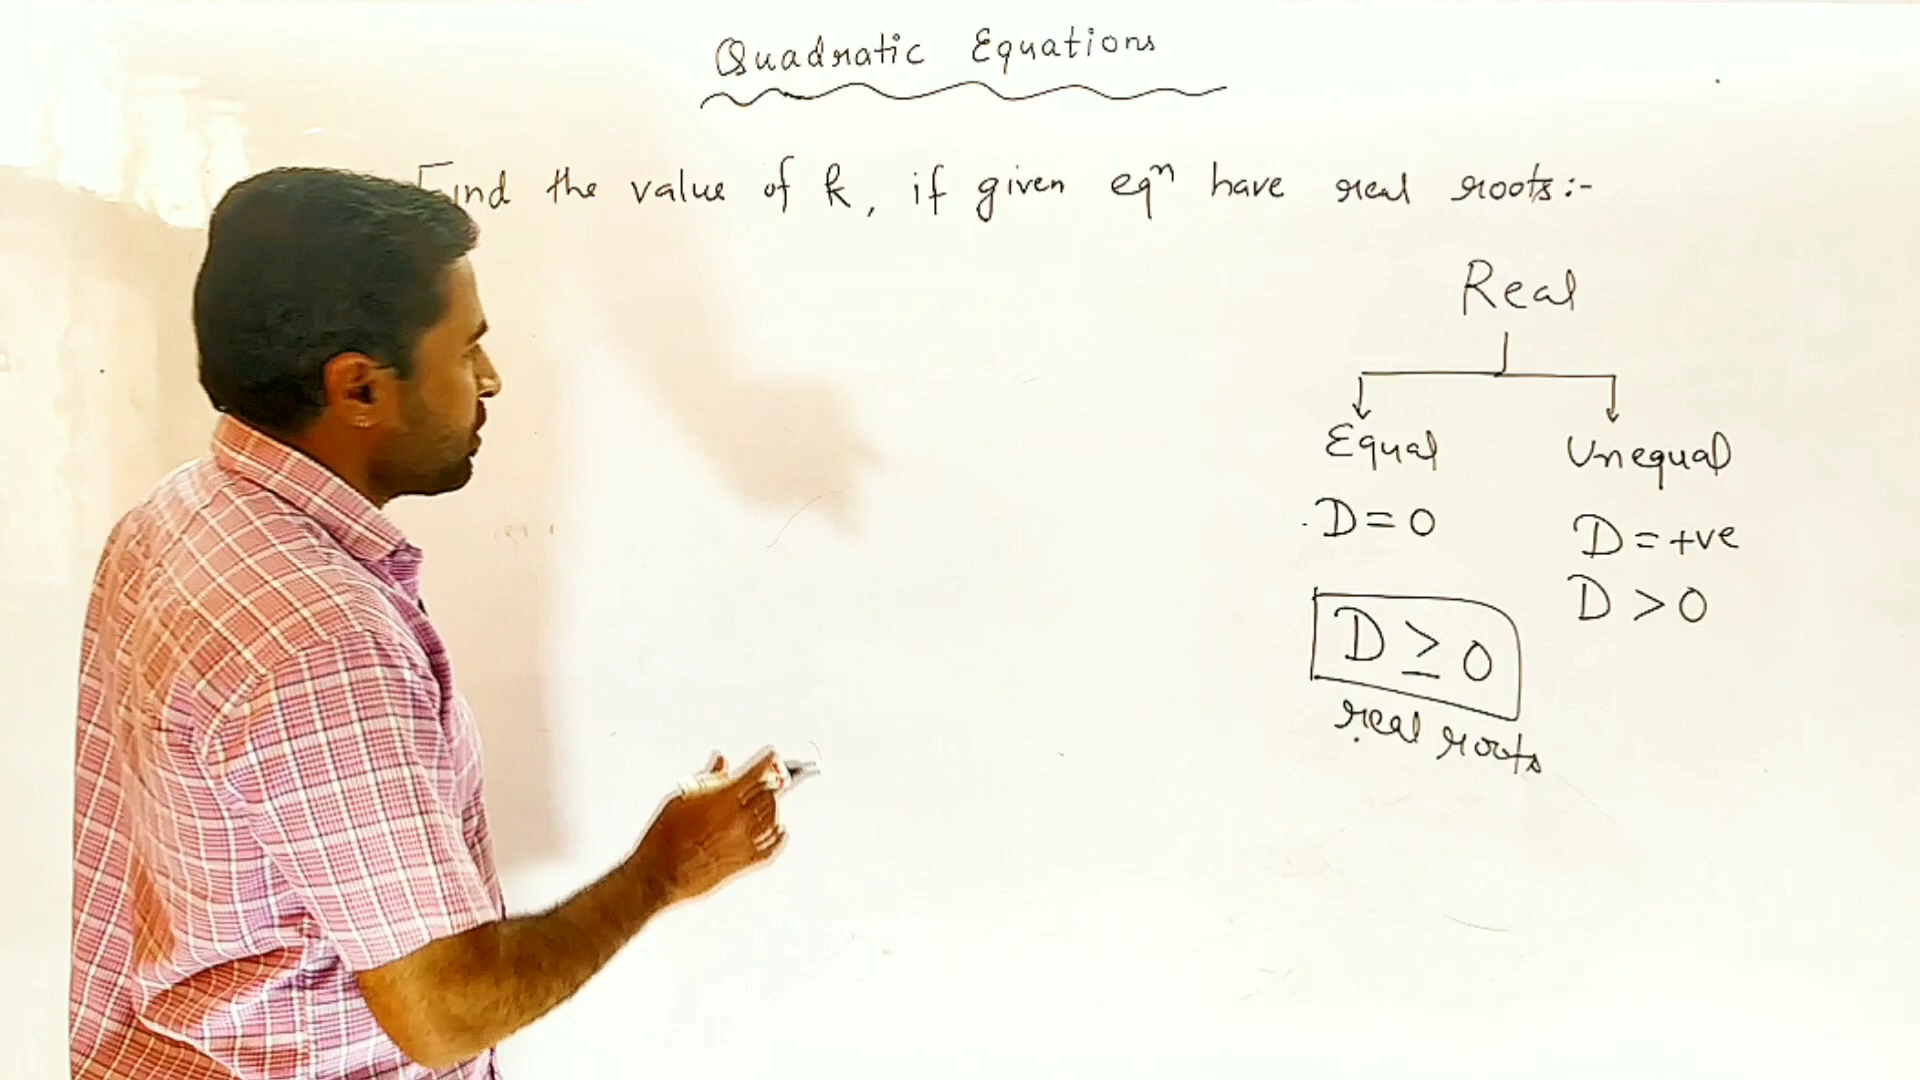 Quadratic Equations
Find the value of k, if given eqⁿ have real roots:-
Real
Equal Unequal
D = 0 D = +ve
D > 0
D ≥ 0
real roots